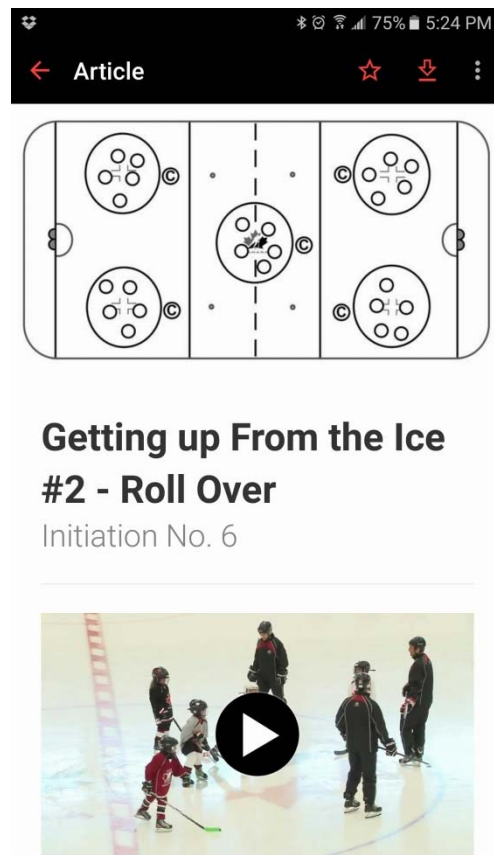 75% 5:24 PM
Article
C C
C
C C
Getting up From the Ice
#2 - Roll Over
Initiation No. 6